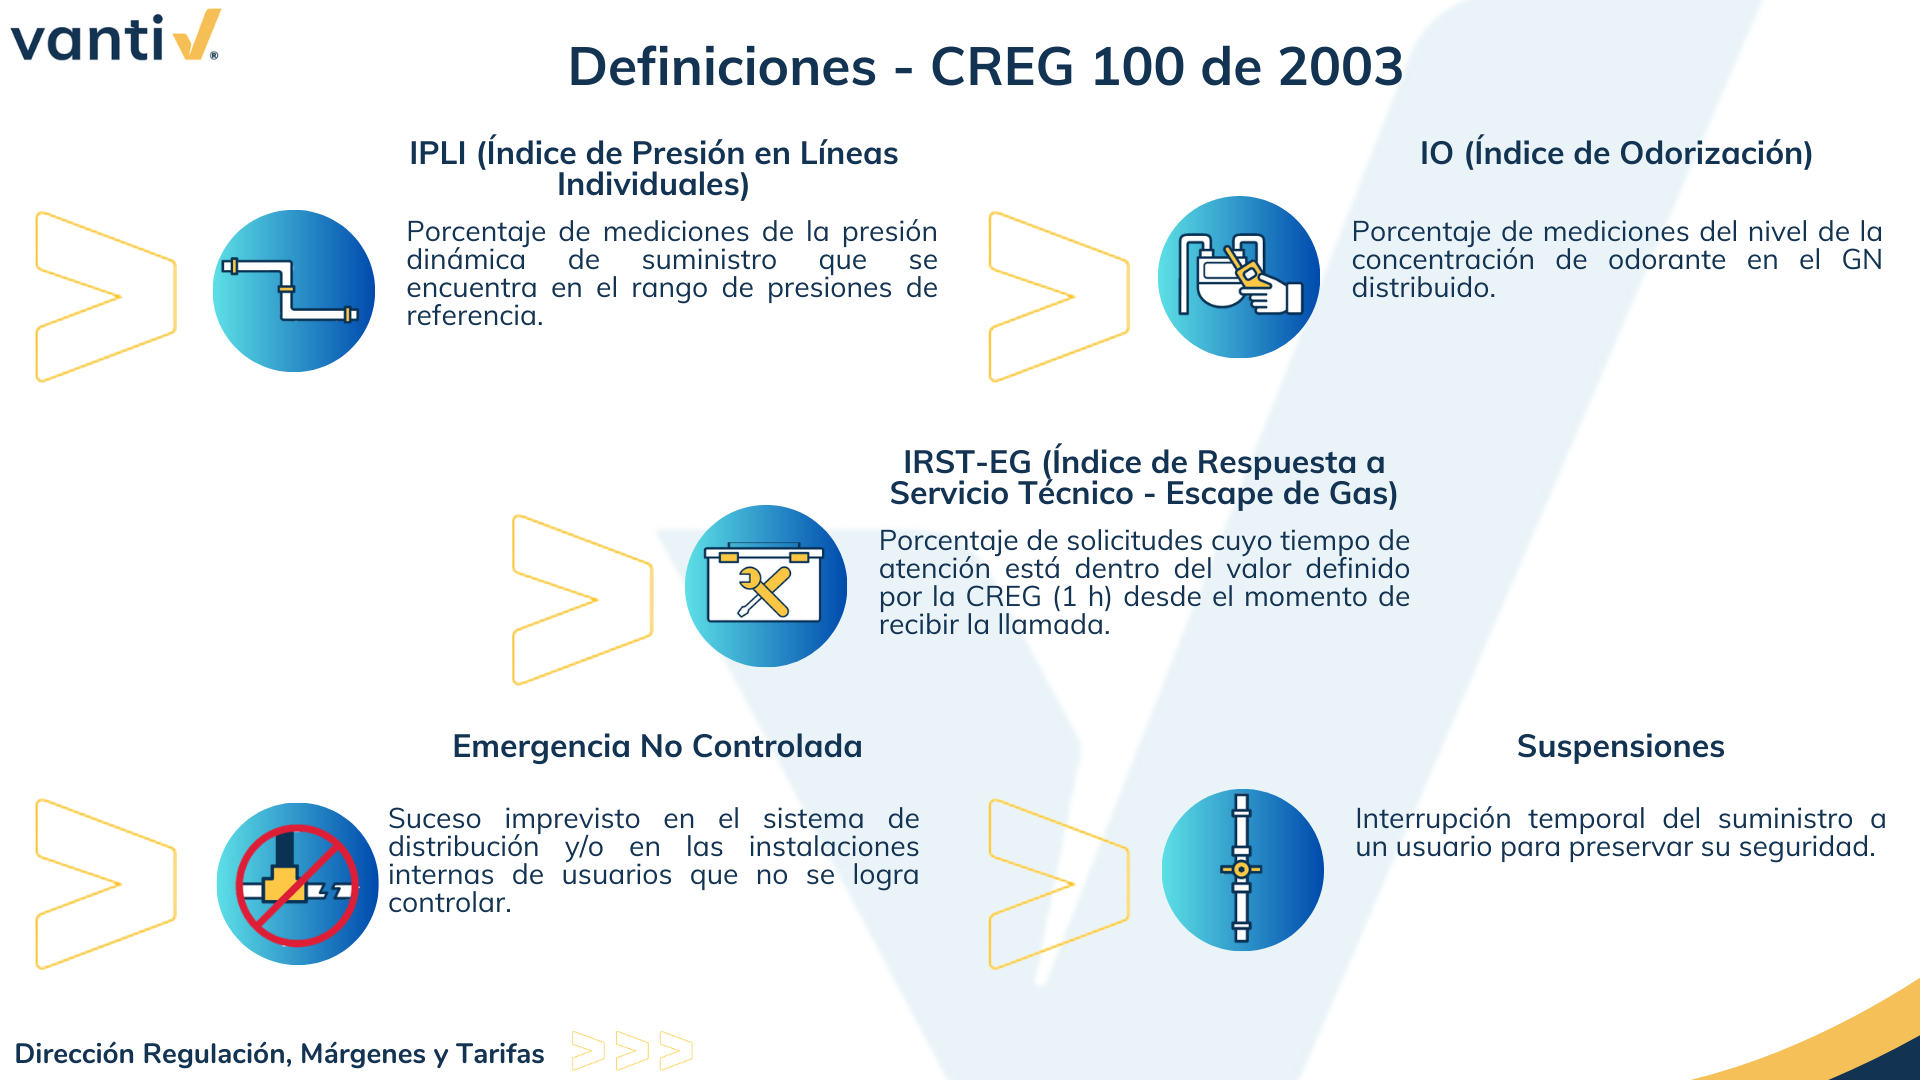 vanti
®
Definiciones - CREG 100 de 2003
IPLI (Índice de Presión en Líneas
Individuales)
Porcentaje de mediciones de la presión
dinámica de suministro que se
encuentra en el rango de presiones de
referencia.
IO (Índice de Odorización)
Porcentaje de mediciones del nivel de la
concentración de odorante en el GN
distribuido.
IRST-EG (Índice de Respuesta a
Servicio Técnico - Escape de Gas)
Porcentaje de solicitudes cuyo tiempo de
atención está dentro del valor definido
por la CREG (1 h) desde el momento de
recibir la llamada.
Emergencia No Controlada
Suceso imprevisto en el sistema de
distribución y/o en las instalaciones
internas de usuarios que no se logra
controlar.
Suspensiones
Interrupción temporal del suministro a
un usuario para preservar su seguridad.
Dirección Regulación, Márgenes y Tarifas